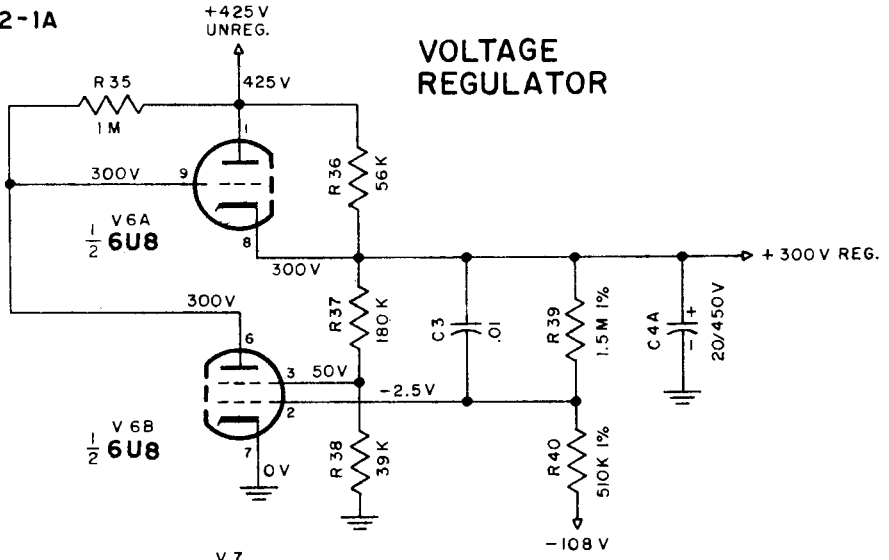 2-1A
+425V
UNREG.
VOLTAGE
REGULATOR
R35
1M
425V
1
R36
56K
300V
9
V6A
1/2 6U8
8
300V
+300V REG.
300V
R37
180K
C3
.01
R39
1.5M 1%
C4A
+
-
20/450V
6
3
50V
-2.5V
2
V6B
1/2 6U8
7
0V
R38
39K
R40
510K 1%
-108V
V7